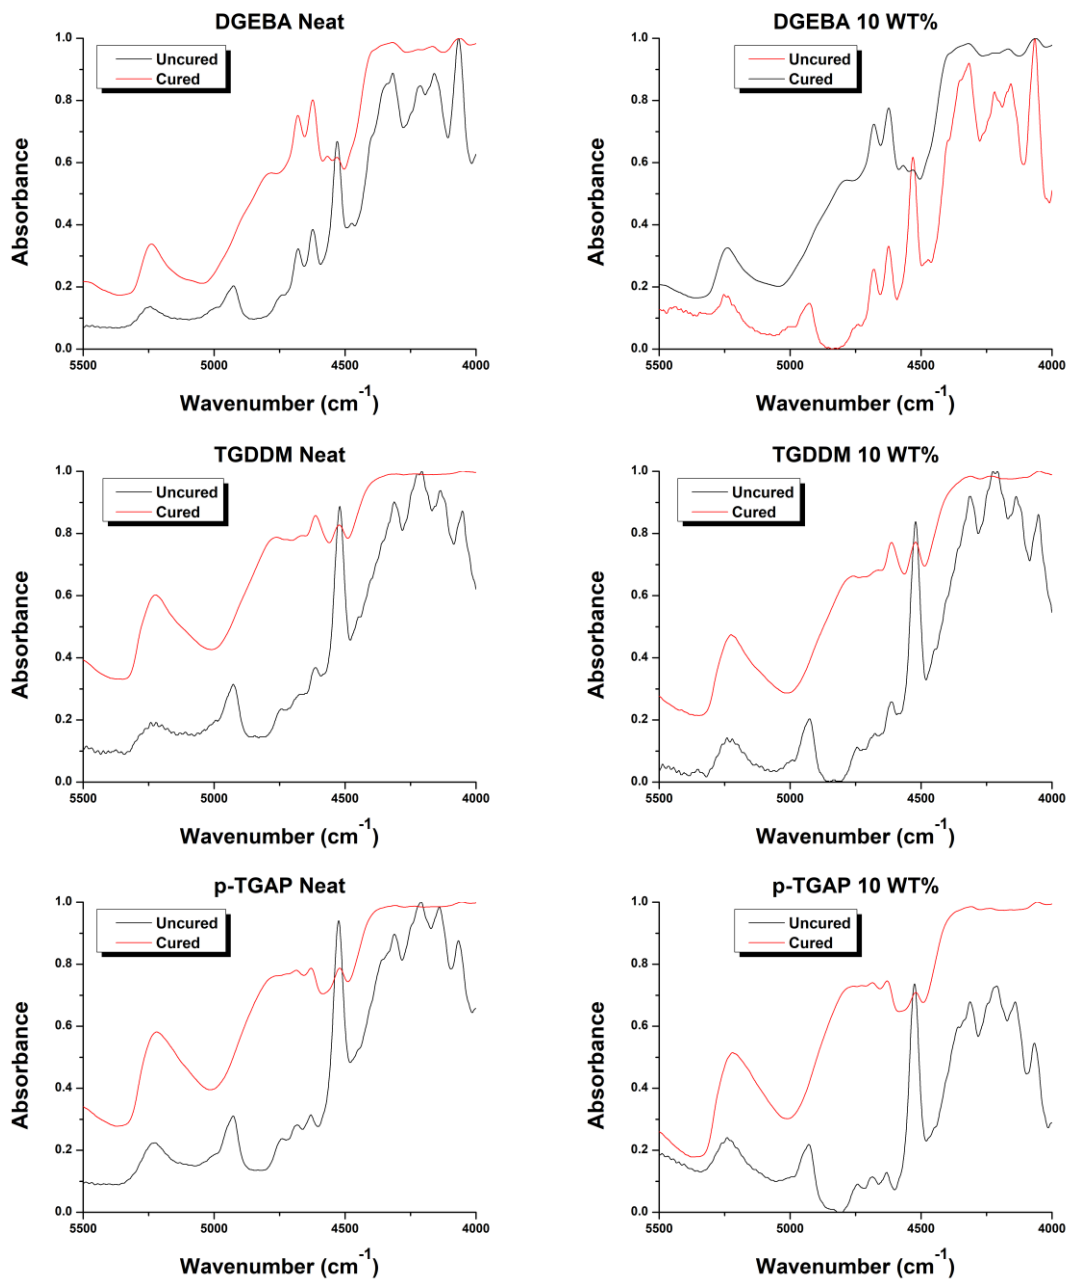 DGEBA Neat
Uncured
Cured
1.0
0.8
0.6
0.4
0.2
0.0
Absorbance
5500 5000 4500 4000
Wavenumber (cm⁻¹)
DGEBA 10 WT%
Uncured
Cured
1.0
0.8
0.6
0.4
0.2
0.0
Absorbance
5500 5000 4500 4000
Wavenumber (cm⁻¹)
TGDDM Neat
Uncured
Cured
1.0
0.8
0.6
0.4
0.2
0.0
Absorbance
5500 5000 4500 4000
Wavenumber (cm⁻¹)
TGDDM 10 WT%
Uncured
Cured
1.0
0.8
0.6
0.4
0.2
0.0
Absorbance
5500 5000 4500 4000
Wavenumber (cm⁻¹)
p-TGAP Neat
Uncured
Cured
1.0
0.8
0.6
0.4
0.2
0.0
Absorbance
5500 5000 4500 4000
Wavenumber (cm⁻¹)
p-TGAP 10 WT%
Uncured
Cured
1.0
0.8
0.6
0.4
0.2
0.0
Absorbance
5500 5000 4500 4000
Wavenumber (cm⁻¹)